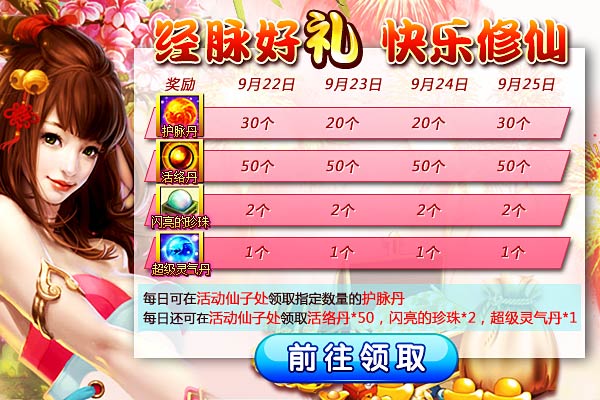 经脉好礼 快乐修仙
奖励 9月22日 9月23日 9月24日 9月25日
护脉丹 30个 20个 20个 30个
活络丹 50个 50个 50个 50个
闪亮的珍珠 2个 2个 2个 2个
超级灵气丹 1个 1个 1个 1个
每日可在活动仙子处领取指定数量的护脉丹
每日还可在活动仙子处领取活络丹*50，闪亮的珍珠*2，超级灵气丹*1
前往领取